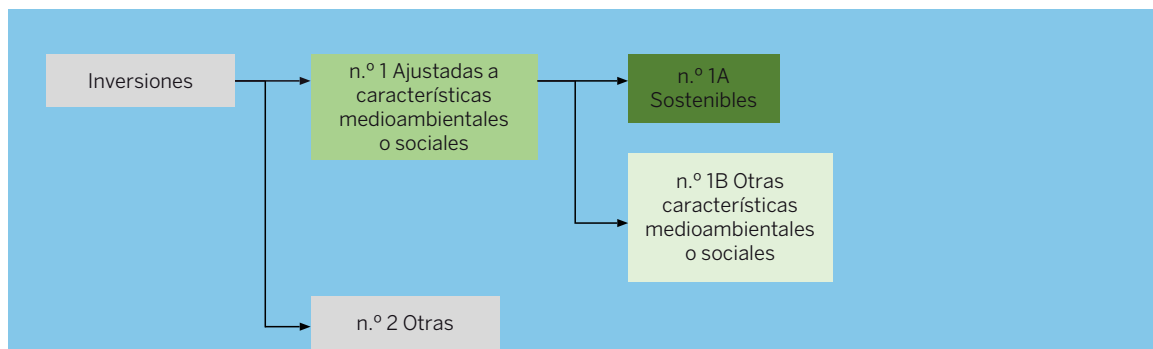 Inversiones
n.º 1 Ajustadas a
características
medioambientales
o sociales
n.º 1A
Sostenibles
n.º 1B Otras
características
medioambientales
o sociales
n.º 2 Otras